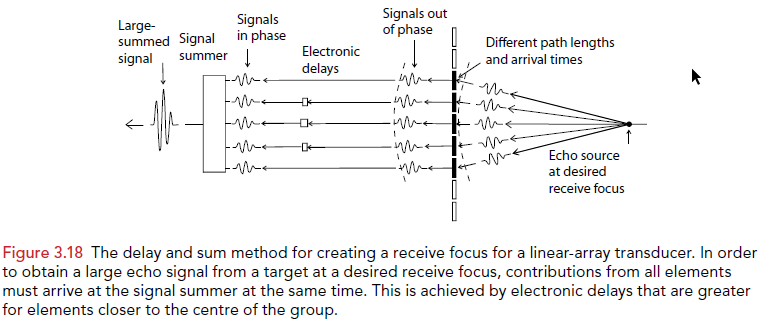 Large-
summed
signal
Signal
summer
Signals
in phase
Electronic
delays
Signals out
of phase
Different path lengths
and arrival times
Echo source
at desired
receive focus
Figure 3.18 The delay and sum method for creating a receive focus for a linear-array transducer. In order
to obtain a large echo signal from a target at a desired receive focus, contributions from all elements
must arrive at the signal summer at the same time. This is achieved by electronic delays that are greater
for elements closer to the centre of the group.